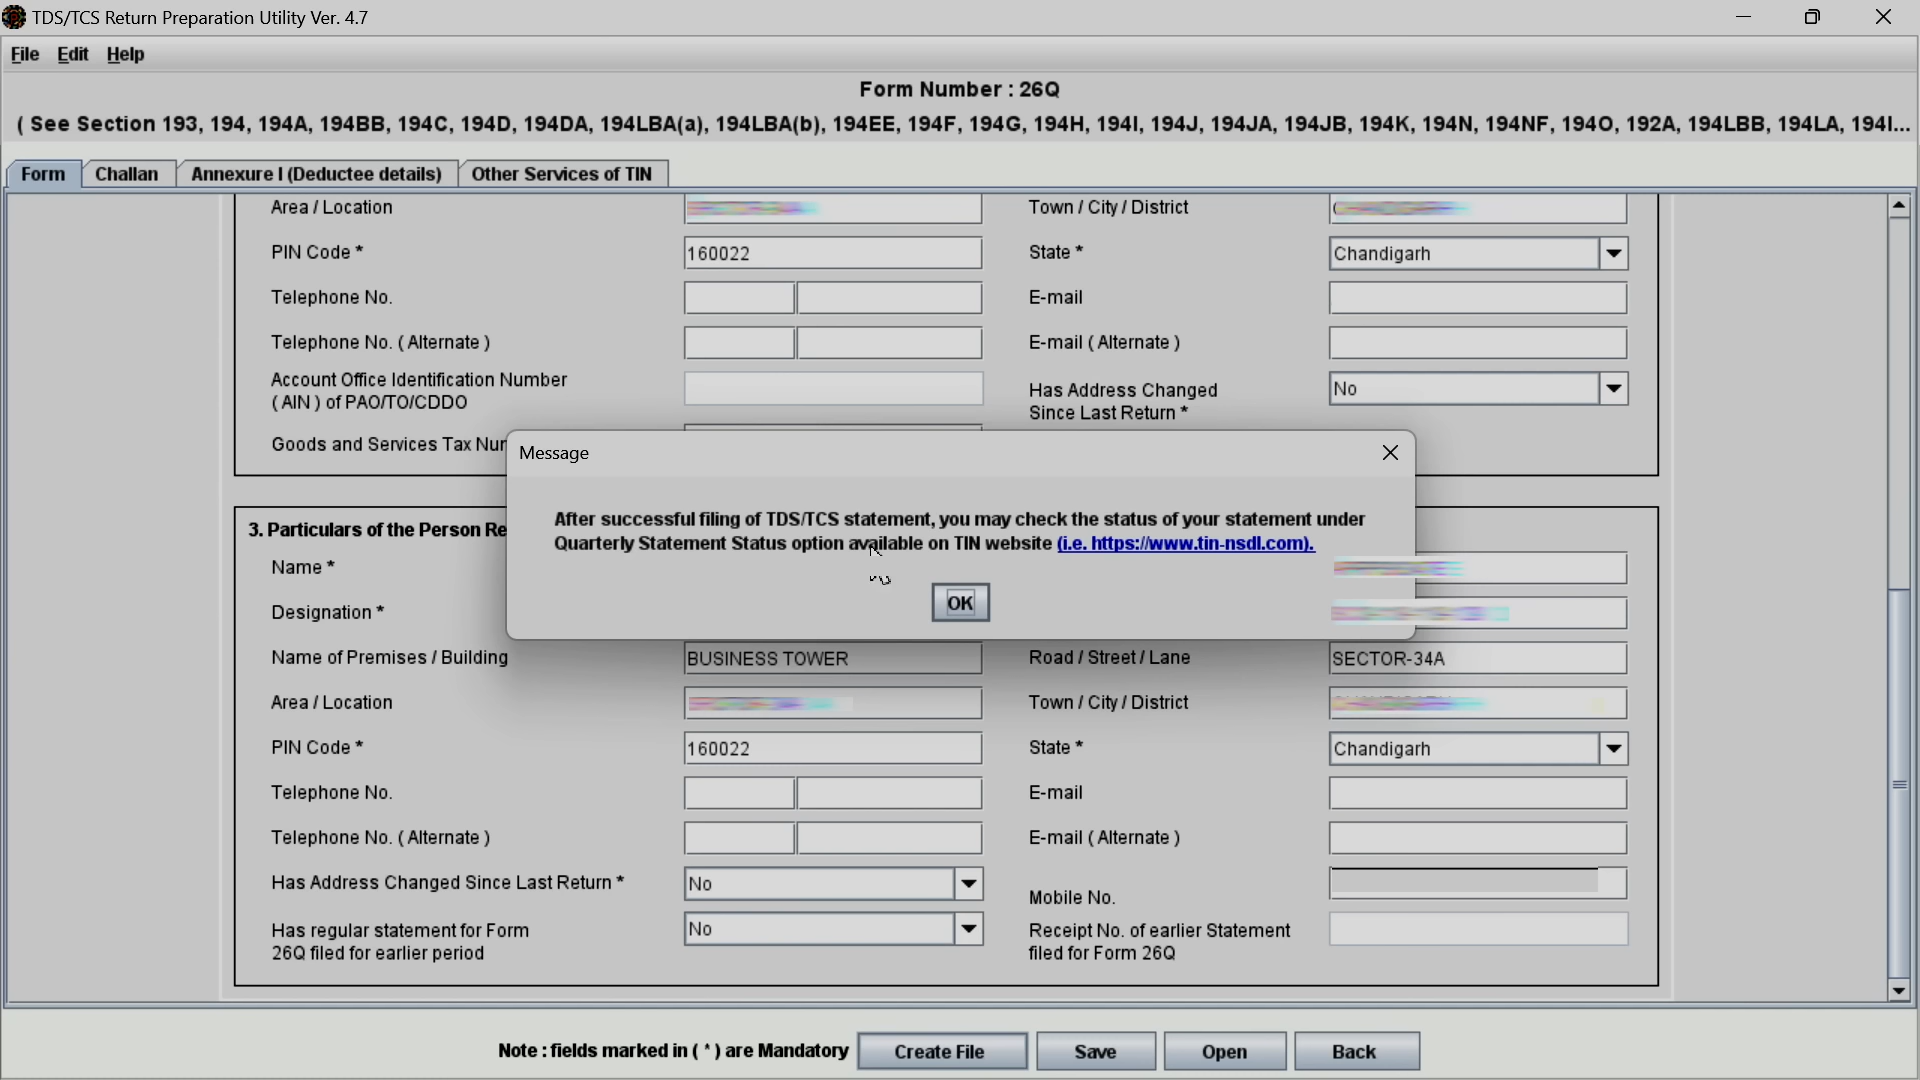 TDS/TCS Return Preparation Utility Ver. 4.7
File Edit Help
Form Number : 26Q
( See Section 193, 194, 194A, 194BB, 194C, 194D, 194DA, 194LBA(a), 194LBA(b), 194EE, 194F, 194G, 194H, 194I, 194J, 194JA, 194JB, 194K, 194N, 194NF, 194O, 192A, 194LBB, 194LA, 194I...
Form Challan Annexure I (Deductee details) Other Services of TIN
Area / Location Town / City / District
PIN Code * 160022 State * Chandigarh
Telephone No. E-mail
Telephone No. ( Alternate ) E-mail ( Alternate )
Account Office Identification Number
( AIN ) of PAO/TO/CDDO
Has Address Changed No
Since Last Return *
Goods and Services Tax Nu
Message
After successful filing of TDS/TCS statement, you may check the status of your statement under
Quarterly Statement Status option available on TIN website (i.e. https://www.tin-nsdl.com).
OK
3. Particulars of the Person Re
Name *
Designation *
Name of Premises / Building BUSINESS TOWER Road / Street / Lane SECTOR-34A
Area / Location Town / City / District
PIN Code * 160022 State * Chandigarh
Telephone No. E-mail
Telephone No. ( Alternate ) E-mail ( Alternate )
Has Address Changed Since Last Return * No
Mobile No.
Has regular statement for Form No Receipt No. of earlier Statement
26Q filed for earlier period filed for Form 26Q
Note : fields marked in ( * ) are Mandatory Create File Save Open Back